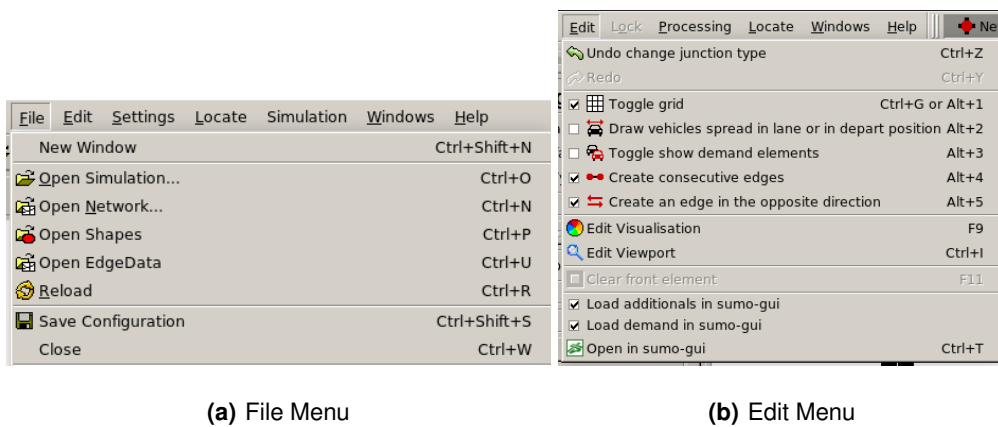 File Edit Settings Locate Simulation Windows Help
New Window Ctrl+Shift+N
Open Simulation... Ctrl+O
Open Network... Ctrl+N
Open Shapes Ctrl+P
Open EdgeData Ctrl+U
Reload Ctrl+R
Save Configuration Ctrl+Shift+S
Close Ctrl+W
(a) File Menu
Edit Lock Processing Locate Windows Help Ne
Undo change junction type Ctrl+Z
Redo Ctrl+Y
Toggle grid Ctrl+G or Alt+1
Draw vehicles spread in lane or in depart position Alt+2
Toggle show demand elements Alt+3
Create consecutive edges Alt+4
Create an edge in the opposite direction Alt+5
Edit Visualisation F9
Edit Viewport Ctrl+I
Clear front element F11
Load additionals in sumo-gui
Load demand in sumo-gui
Open in sumo-gui Ctrl+T
(b) Edit Menu